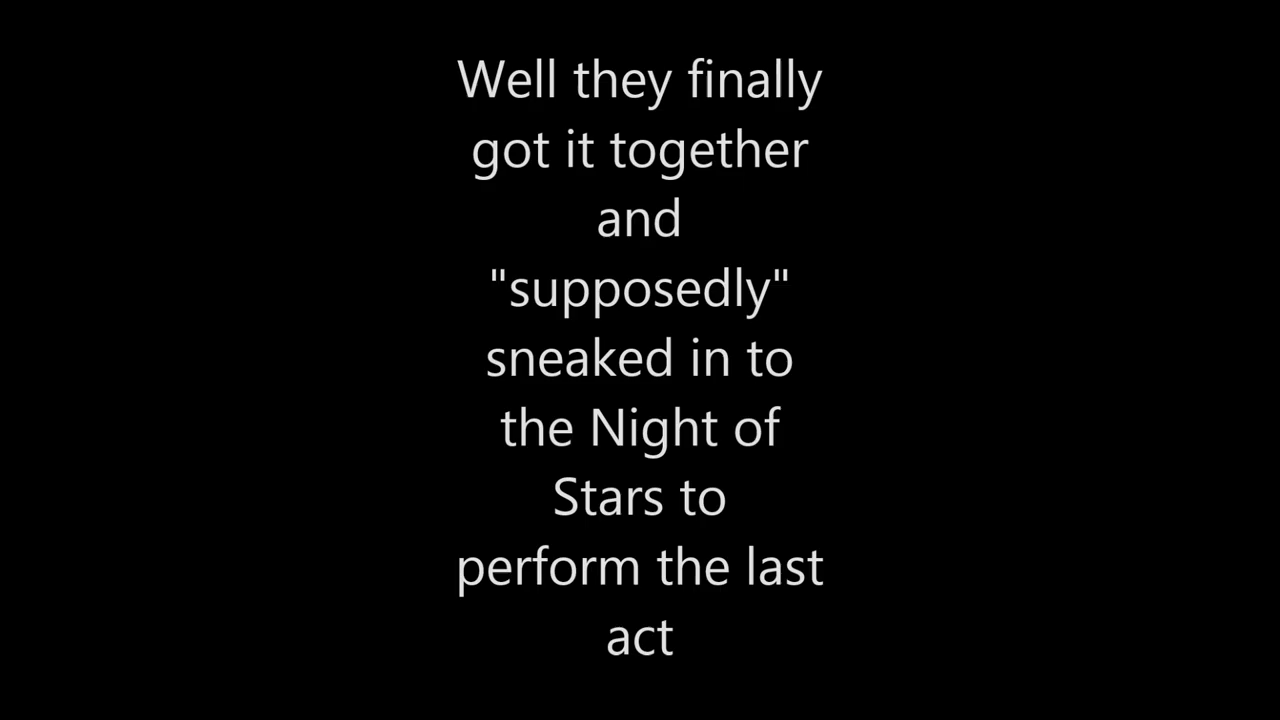 Well they finally
got it together
and
"supposedly"
sneaked in to
the Night of
Stars to
perform the last
act